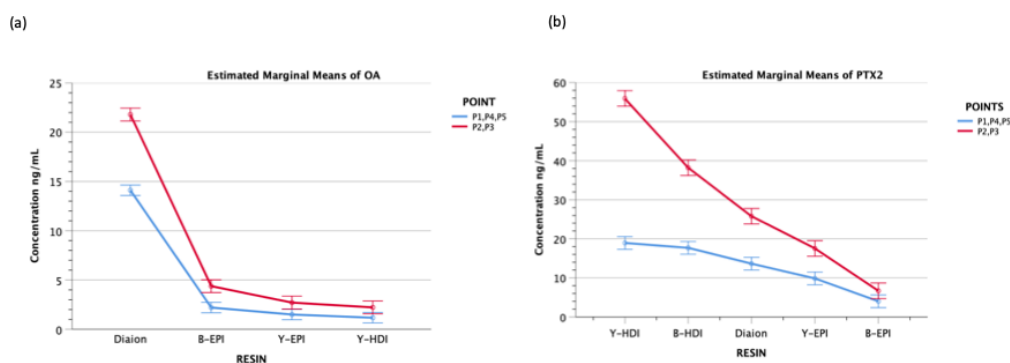 (a)
Estimated Marginal Means of OA
25
20
15
10
5
0
Concentration ng/mL
Diaion B-EPI Y-EPI Y-HDI
RESIN
POINT
P1,P4,P5
P2,P3
(b)
Estimated Marginal Means of PTX2
60
50
40
30
20
10
0
Concentration ng/mL
Y-HDI B-HDI Diaion Y-EPI B-EPI
RESIN
POINTS
P1,P4,P5
P2,P3